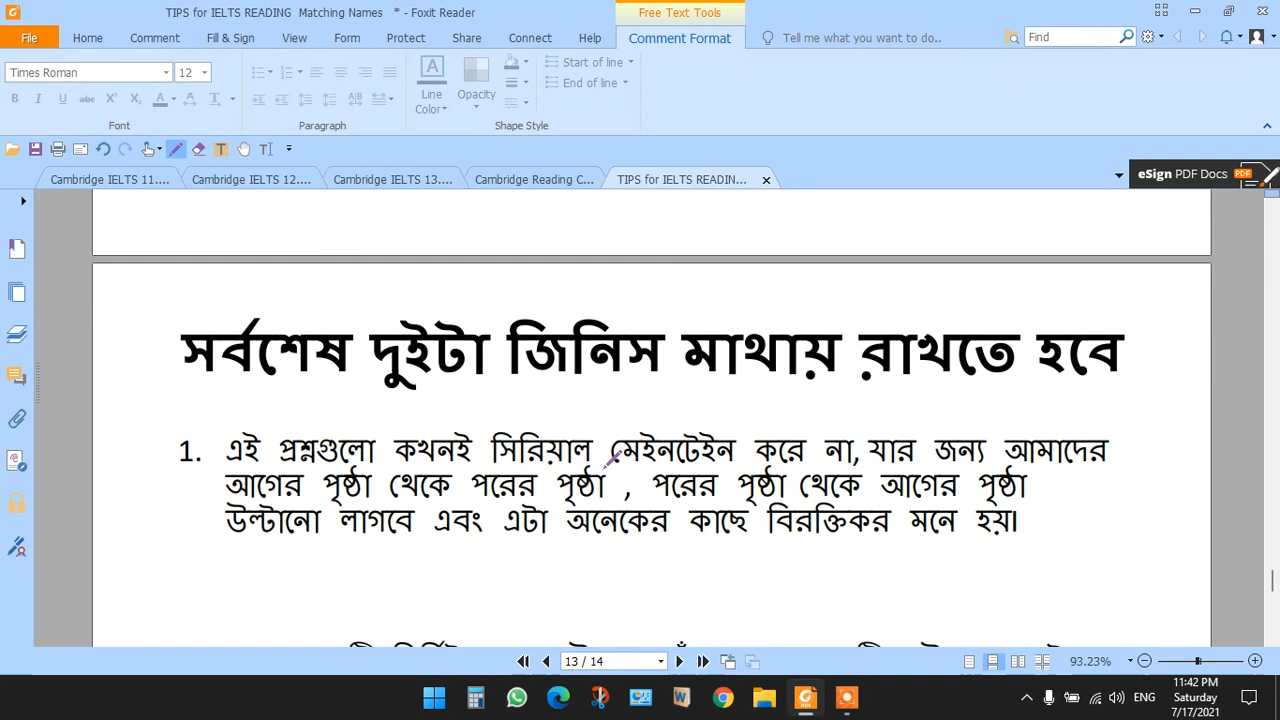 TIPS for IELTS READING Matching Names * - Foxit Reader
Free Text Tools
File Home Comment Fill & Sign View Form Protect Share Connect Help Comment Format Tell me what you want to do.. Find
Times Roman 12
Start of line
End of line
Line Color
Opacity
Font Paragraph Shape Style
Cambridge IELTS 11.... Cambridge IELTS 12.... Cambridge IELTS 13.... Cambridge Reading C... TIPS for IELTS READIN... eSign PDF Docs
সর্বশেষ দুইটা জিনিস মাথায় রাখতে হবে
1. এই প্রশ্নগুলো কখনই সিরিয়াল মেইনটেইন করে না, যার জন্য আমাদের
আগের পৃষ্ঠা থেকে পরের পৃষ্ঠা , পরের পৃষ্ঠা থেকে আগের পৃষ্ঠা
উল্টানো লাগবে এবং এটা অনেকের কাছে বিরক্তিকর মনে হয়।
13 / 14 93.23%
11:42 PM
ENG Saturday
7/17/2021